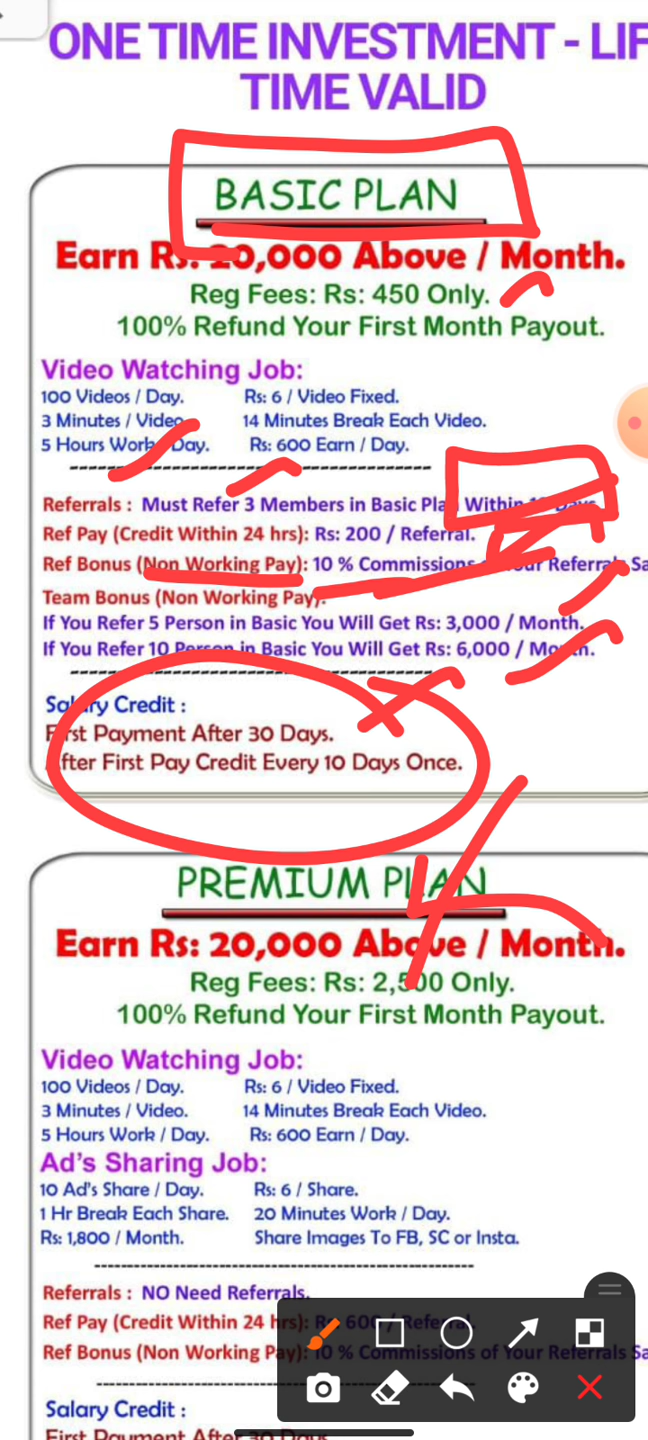 ONE TIME INVESTMENT - LIF
TIME VALID
BASIC PLAN
Earn Rs: 20,000 Above / Month.
Reg Fees: Rs: 450 Only.
100% Refund Your First Month Payout.
Video Watching Job:
100 Videos / Day. Rs: 6 / Video Fixed.
3 Minutes / Video. 14 Minutes Break Each Video.
5 Hours Work / Day. Rs: 600 Earn / Day.
Referrals : Must Refer 3 Members in Basic Plan Within Days
Ref Pay (Credit Within 24 hrs): Rs: 200 / Referral.
Ref Bonus (Non Working Pay): 10 % Commissions of Your Referrals Sa
Team Bonus (Non Working Pay):
If You Refer 5 Person in Basic You Will Get Rs: 3,000 / Month.
If You Refer 10 Person in Basic You Will Get Rs: 6,000 / Month.
Salary Credit :
First Payment After 30 Days.
After First Pay Credit Every 10 Days Once.
PREMIUM PLAN
Earn Rs: 20,000 Above / Month.
Reg Fees: Rs: 2,500 Only.
100% Refund Your First Month Payout.
Video Watching Job:
100 Videos / Day. Rs: 6 / Video Fixed.
3 Minutes / Video. 14 Minutes Break Each Video.
5 Hours Work / Day. Rs: 600 Earn / Day.
Ad's Sharing Job:
10 Ad's Share / Day. Rs: 6 / Share.
1 Hr Break Each Share. 20 Minutes Work / Day.
Rs: 1,800 / Month. Share Images To FB, SC or Insta.
Referrals : NO Need Referrals.
Ref Pay (Credit Within 24 hrs): Rs 600 / Referral.
Ref Bonus (Non Working Pay): 10 % Commissions of Your Referrals Sa
Salary Credit :
First Payment After 30 Days